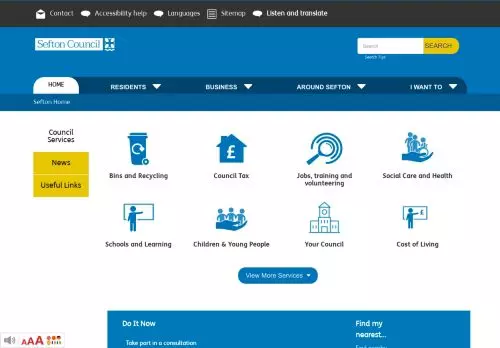 Contact Accessibility help Languages Sitemap Listen and translate
Sefton Council
Search SEARCH
Search Tips
HOME RESIDENTS BUSINESS AROUND SEFTON I WANT TO
Sefton Home
Council
Services
News
Useful Links
Bins and Recycling
Council Tax
£
Jobs, training and
volunteering
Social Care and Health
Schools and Learning
Children & Young People
Your Council
£
Cost of Living
View More Services
Do It Now
Take part in a consultation
Find my
nearest...
AAA